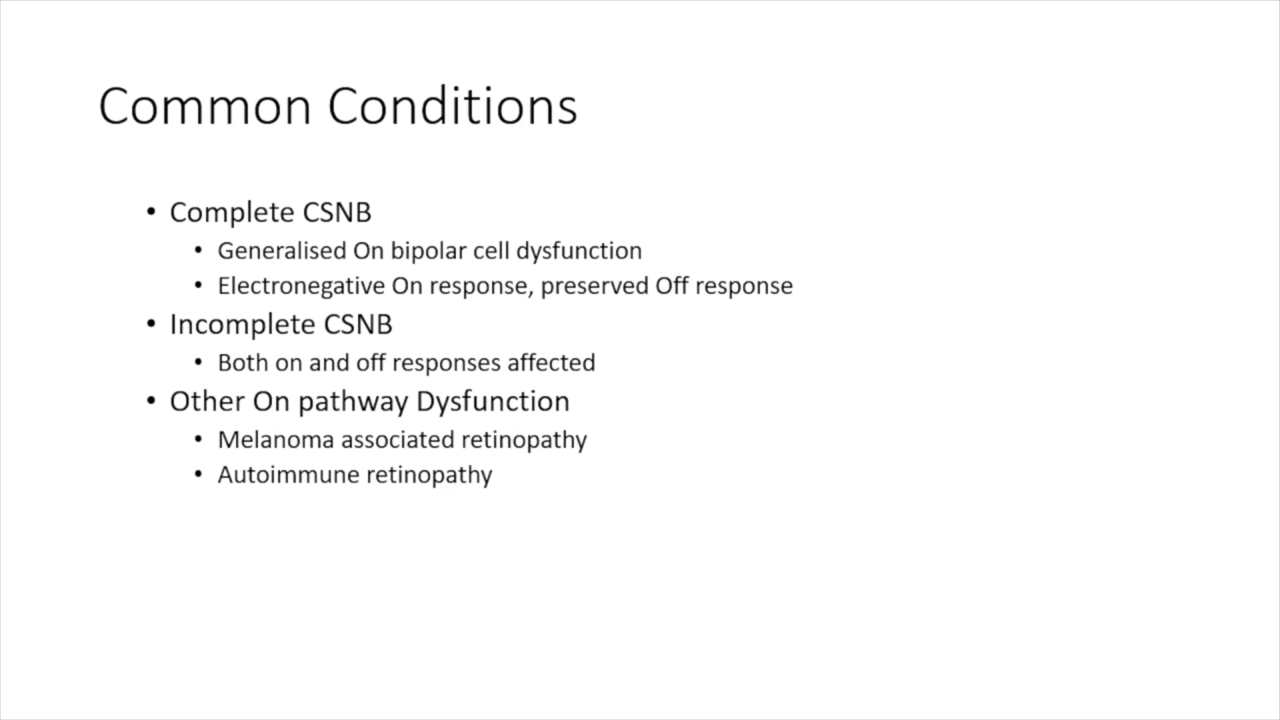 Common Conditions
• Complete CSNB
• Generalised On bipolar cell dysfunction
• Electronegative On response, preserved Off response
• Incomplete CSNB
• Both on and off responses affected
• Other On pathway Dysfunction
• Melanoma associated retinopathy
• Autoimmune retinopathy